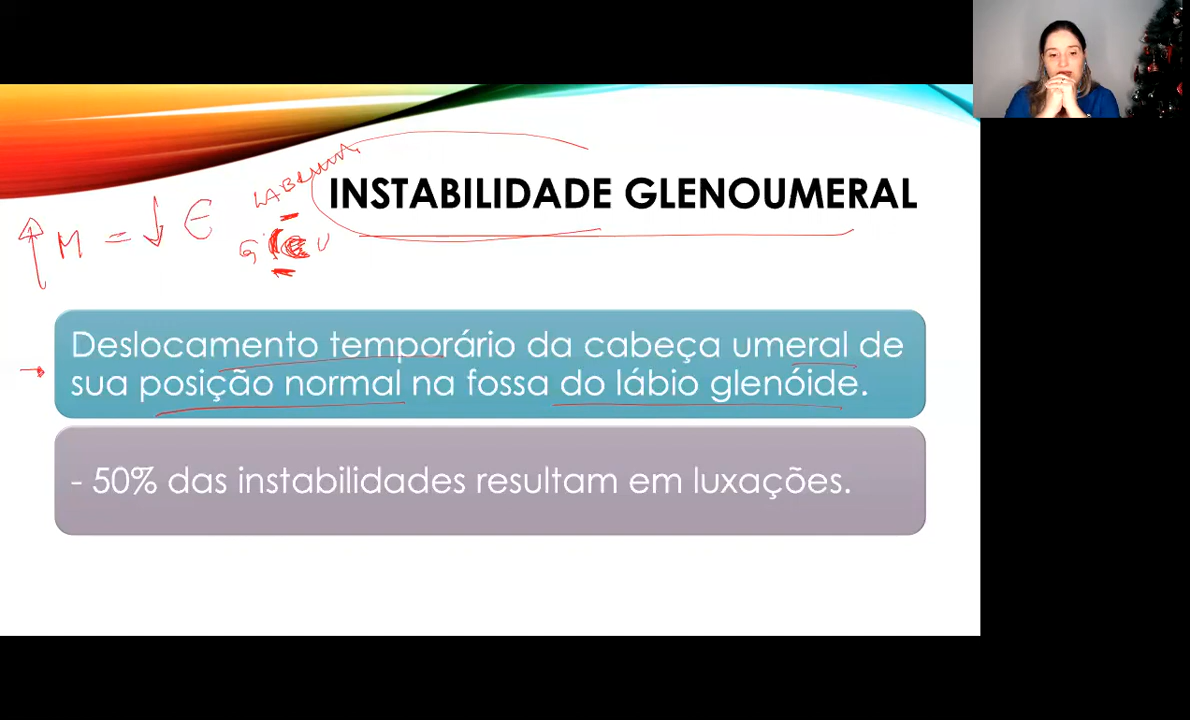 INSTABILIDADE GLENOUMERAL
↑ M = ↓ E
G U
Deslocamento temporário da cabeça umeral de
sua posição normal na fossa do lábio glenóide.
- 50% das instabilidades resultam em luxações.